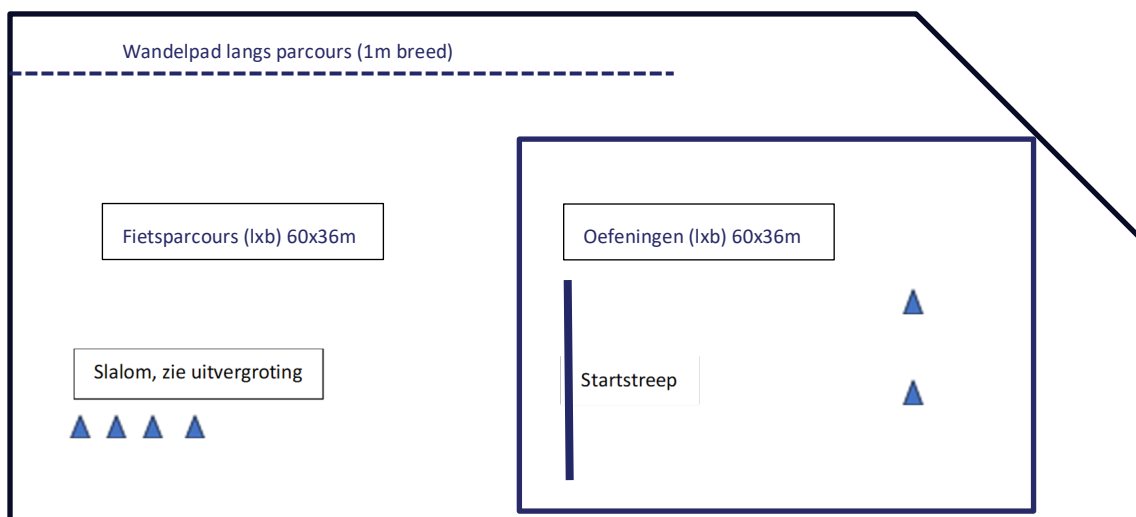 Wandelpad langs parcours (1m breed)
Fietsparcours (lxb) 60x36m
Oefeningen (lxb) 60x36m
Slalom, zie uitvergroting
Startstreep